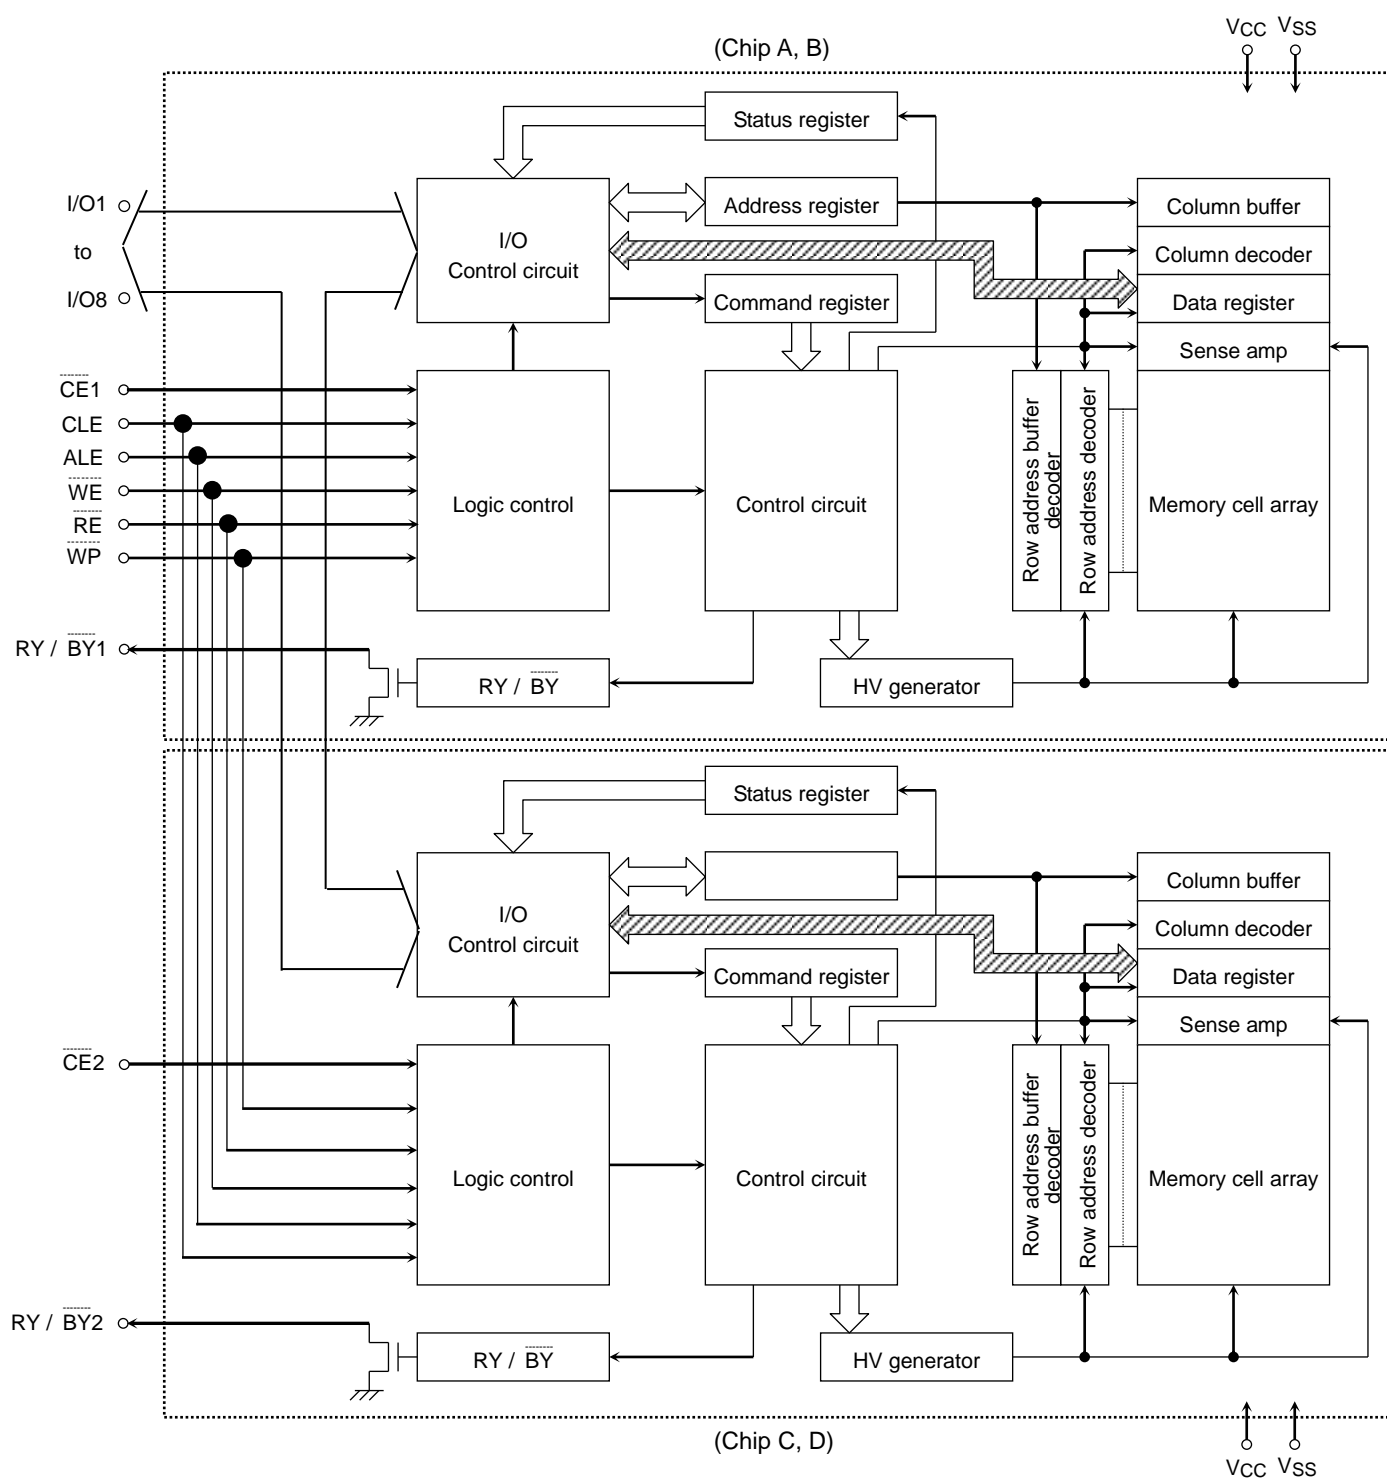 (Chip A, B)
VCC VSS
Status register
I/O1
to
I/O8
I/O
Control circuit
Address register
Column buffer
Column decoder
Command register
Data register
Sense amp
CE1
CLE
ALE
WE
RE
WP
Logic control
Control circuit
Row address buffer
decoder
Row address decoder
Memory cell array
RY / BY1
RY / BY
HV generator
Status register
I/O
Control circuit
Column buffer
Column decoder
Command register
Data register
Sense amp
CE2
Logic control
Control circuit
Row address buffer
decoder
Row address decoder
Memory cell array
RY / BY2
RY / BY
HV generator
(Chip C, D)
VCC VSS